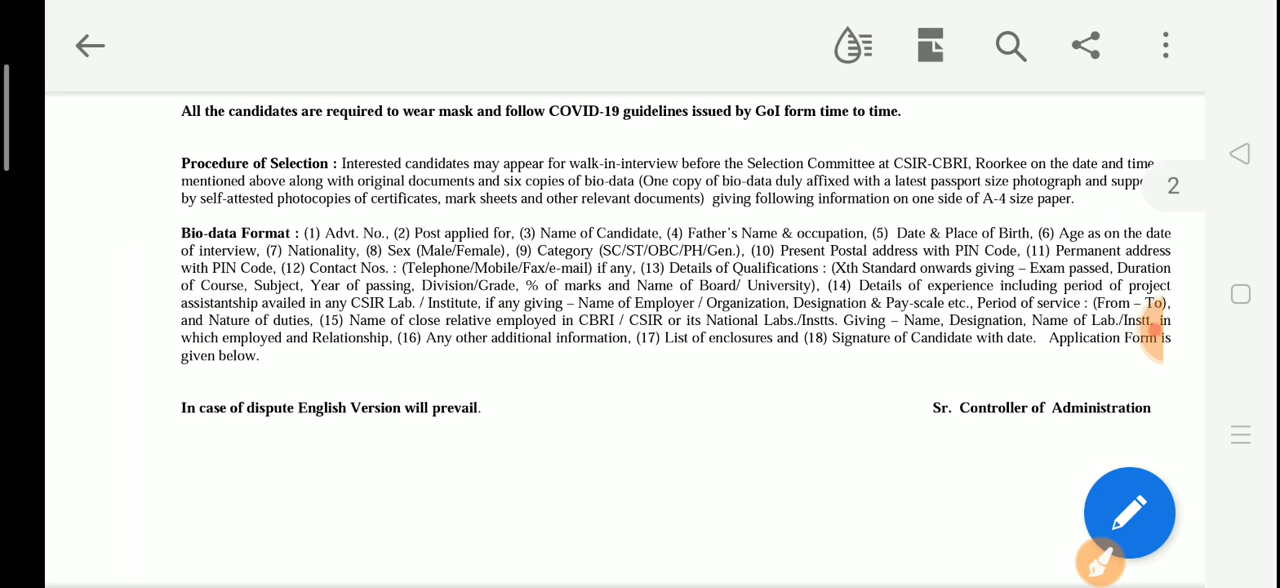 All the candidates are required to wear mask and follow COVID-19 guidelines issued by GoI form time to time.
Procedure of Selection : Interested candidates may appear for walk-in-interview before the Selection Committee at CSIR-CBRI, Roorkee on the date and time
mentioned above along with original documents and six copies of bio-data (One copy of bio-data duly affixed with a latest passport size photograph and
2
by self-attested photocopies of certificates, mark sheets and other relevant documents) giving following information on one side of A-4 size paper.
Bio-data Format : (1) Advt. No., (2) Post applied for, (3) Name of Candidate, (4) Father's Name & occupation, (5) Date & Place of Birth, (6) Age as on the date
of interview, (7) Nationality, (8) Sex (Male/Female), (9) Category (SC/ST/OBC/PH/Gen.), (10) Present Postal address with PIN Code, (11) Permanent address
with PIN Code, (12) Contact Nos. : (Telephone/Mobile/Fax/e-mail) if any, (13) Details of Qualifications : (Xth Standard onwards giving – Exam passed, Duration
of Course, Subject, Year of passing, Division/Grade, % of marks and Name of Board/ University), (14) Details of experience including period of project
assistantship availed in any CSIR Lab. / Institute, if any giving – Name of Employer / Organization, Designation & Pay-scale etc., Period of service : (From – To),
and Nature of duties, (15) Name of close relative employed in CBRI / CSIR or its National Labs./Instts. Giving – Name, Designation, Name of Lab./Instt. in
which employed and Relationship, (16) Any other additional information, (17) List of enclosures and (18) Signature of Candidate with date. Application Form is
given below.
In case of dispute English Version will prevail.
Sr. Controller of Administration